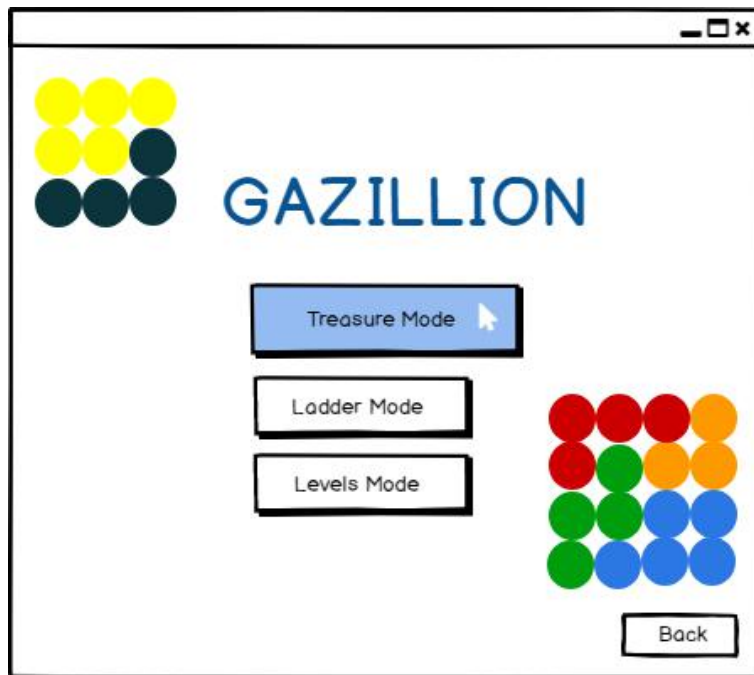 GAZILLION
Treasure Mode
Ladder Mode
Levels Mode
Back